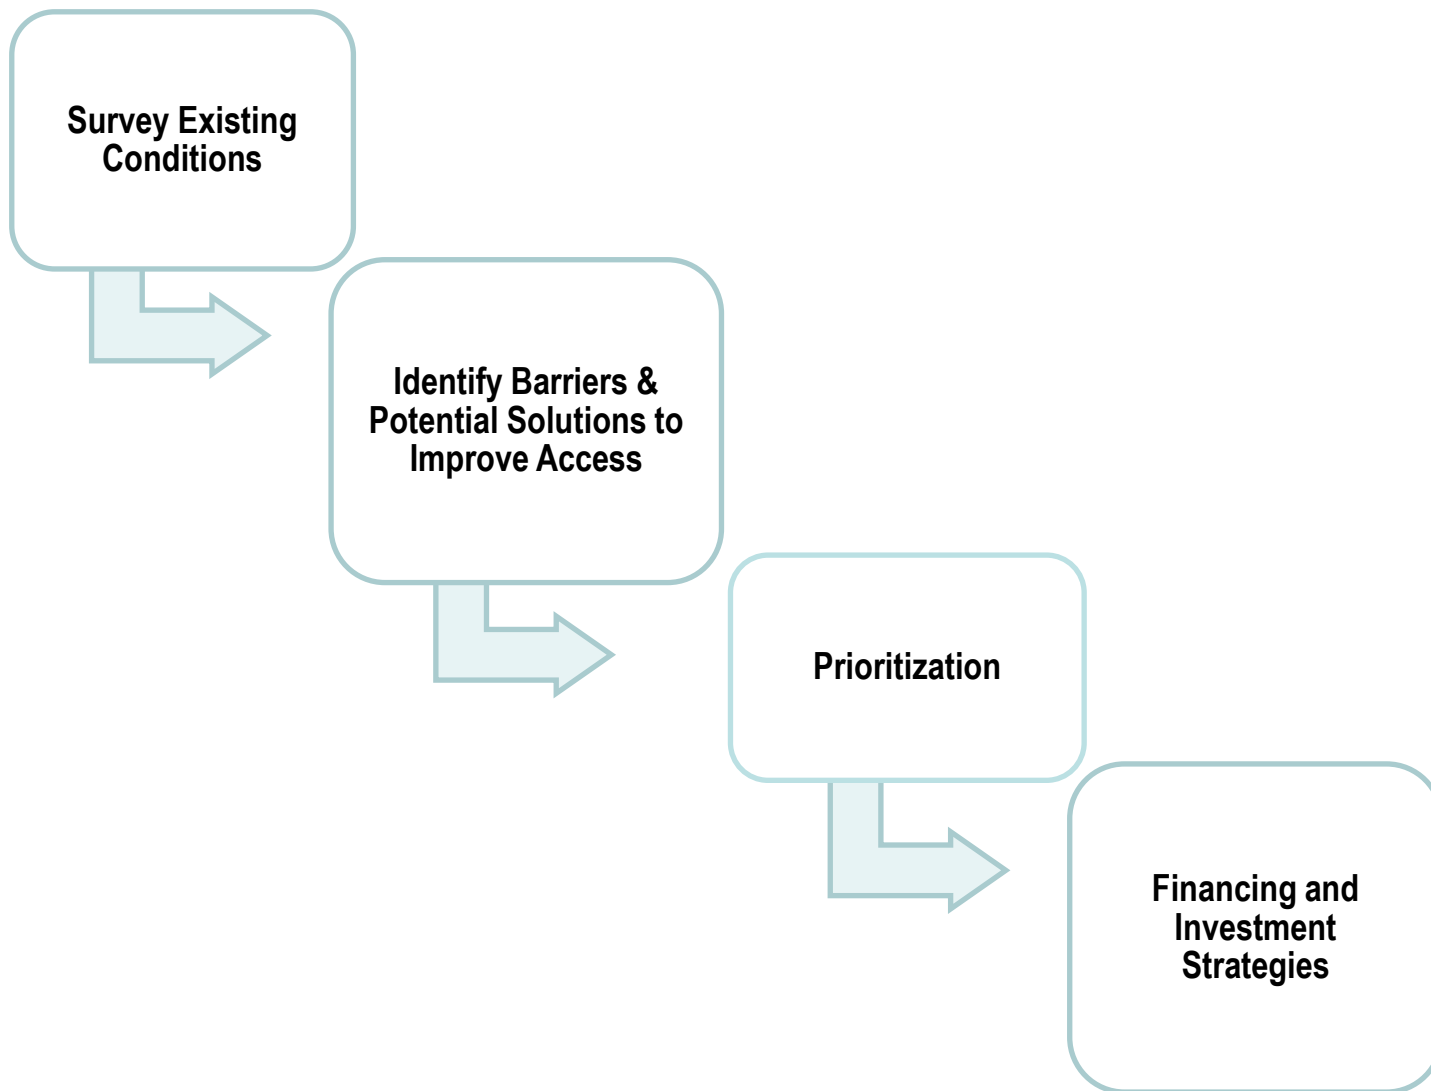 Survey Existing
Conditions
Identify Barriers &
Potential Solutions to
Improve Access
Prioritization
Financing and
Investment
Strategies